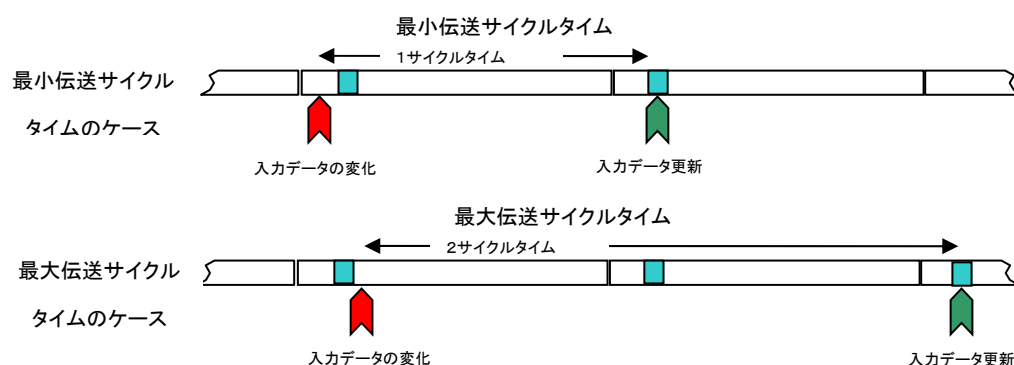 最小伝送サイクルタイム
1サイクルタイム
最小伝送サイクル
タイムのケース
入力データの変化
入力データ更新
最大伝送サイクルタイム
2サイクルタイム
最大伝送サイクル
タイムのケース
入力データの変化
入力データ更新